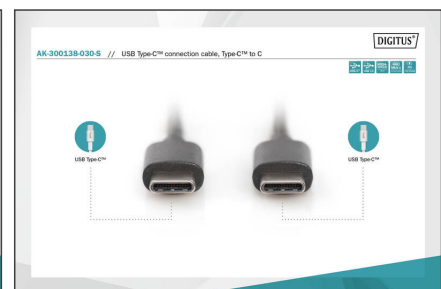 DIGITUS®
AK-300138-030-S // USB Type-C™ connection cable, Type-C™ to C
USB Type-C™
USB Type-C™